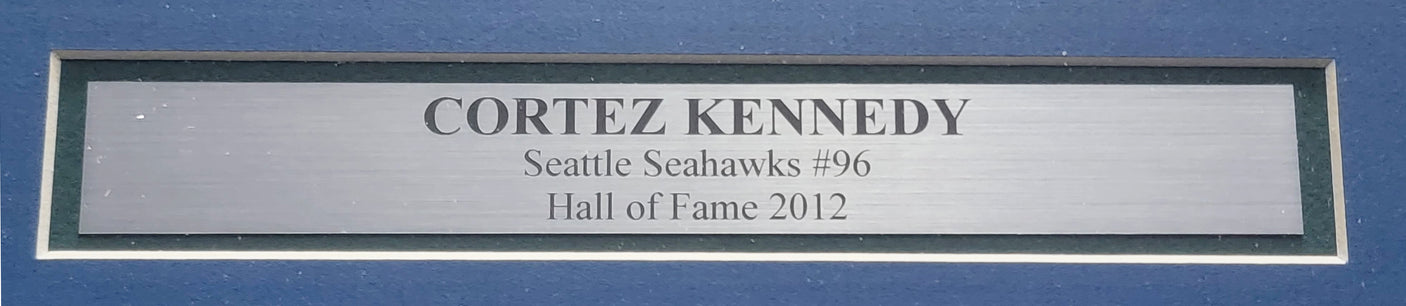 CORTEZ KENNEDY
Seattle Seahawks #96
Hall of Fame 2012